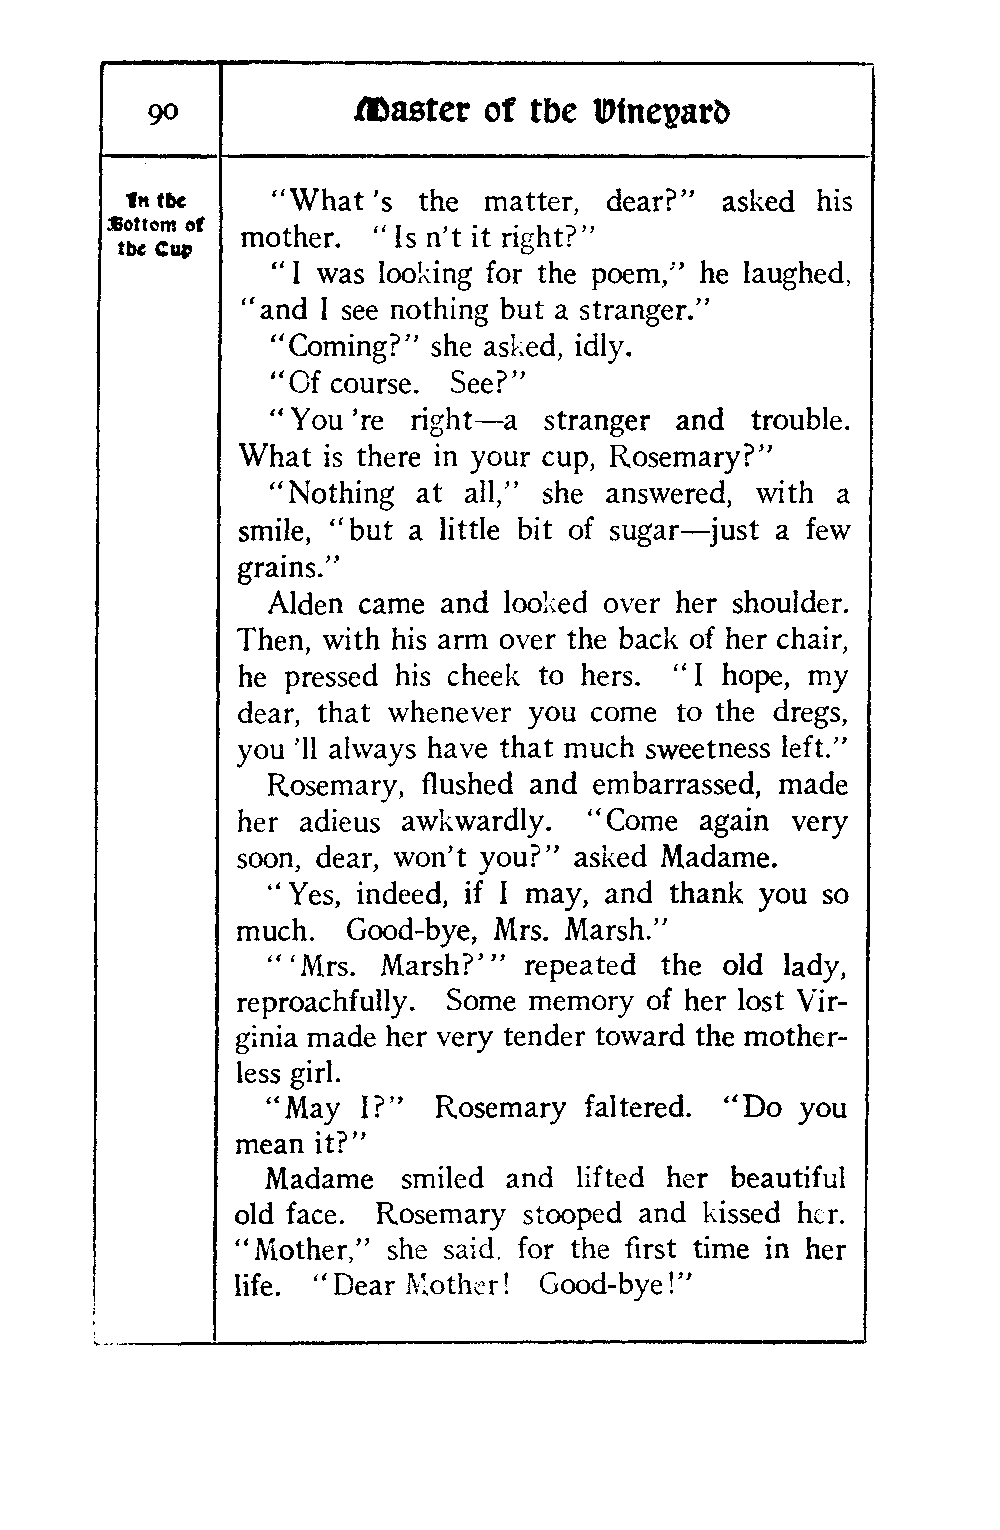 90
Master of the Vineyard
In the
Bottom of
the Cup
"What 's the matter, dear?" asked his
mother. "Is n't it right?"
"I was looking for the poem," he laughed,
"and I see nothing but a stranger."
"Coming?" she asked, idly.
"Of course. See?"
"You 're right—a stranger and trouble.
What is there in your cup, Rosemary?"
"Nothing at all," she answered, with a
smile, "but a little bit of sugar—just a few
grains."
Alden came and looked over her shoulder.
Then, with his arm over the back of her chair,
he pressed his cheek to hers. "I hope, my
dear, that whenever you come to the dregs,
you 'll always have that much sweetness left."
Rosemary, flushed and embarrassed, made
her adieus awkwardly. "Come again very
soon, dear, won't you?" asked Madame.
"Yes, indeed, if I may, and thank you so
much. Good-bye, Mrs. Marsh."
"'Mrs. Marsh?'" repeated the old lady,
reproachfully. Some memory of her lost Vir-
ginia made her very tender toward the mother-
less girl.
"May I?" Rosemary faltered. "Do you
mean it?"
Madame smiled and lifted her beautiful
old face. Rosemary stooped and kissed her.
"Mother," she said, for the first time in her
life. "Dear Mother! Good-bye!"